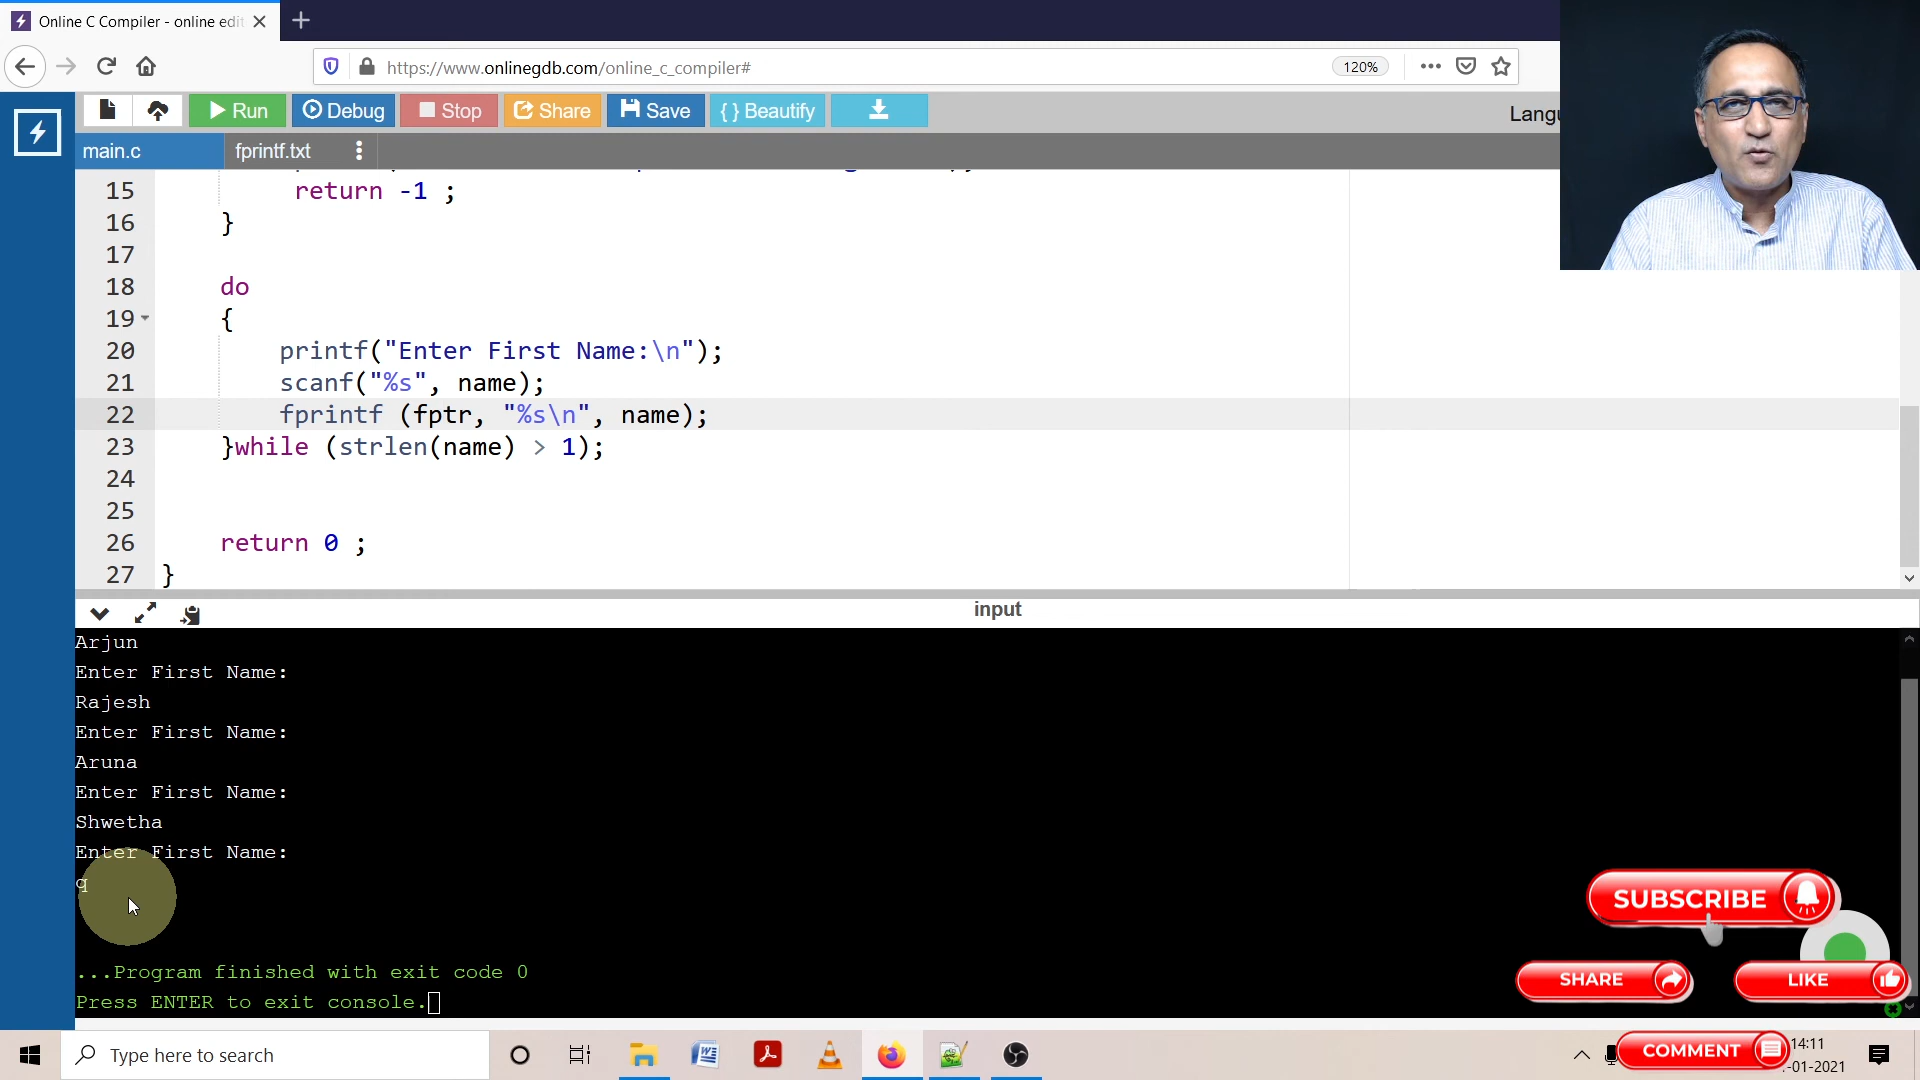 Online C Compiler - online edit
https://www.onlinegdb.com/online_c_compiler#
120%
Run
Debug
Stop
Share
Save
{ } Beautify
Langu
main.c
fprintf.txt
15 return -1 ;
16 }
17
18 do
19 {
20 printf("Enter First Name:\n");
21 scanf("%s", name);
22 fprintf (fptr, "%s\n", name);
23 }while (strlen(name) > 1);
24
25
26 return 0 ;
27 }
input
Arjun
Enter First Name:
Rajesh
Enter First Name:
Aruna
Enter First Name:
Shwetha
Enter First Name:
q
...Program finished with exit code 0
Press ENTER to exit console.
SUBSCRIBE
SHARE
LIKE
COMMENT
Type here to search
14:11
-01-2021